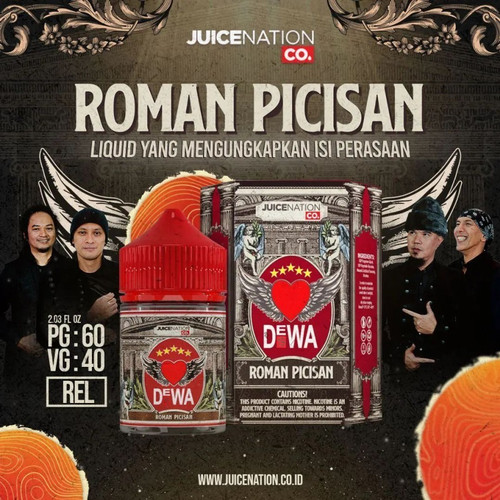 JUICENATION
CO.
ROMAN PICISAN
LIQUID YANG MENGUNGKAPKAN ISI PERASAAN
2.03 FL OZ
PG : 60
VG : 40
REL
JUICENATION
CO.
DEWA
ROMAN PICISAN
JUICENATION
CO.
DEWA
ROMAN PICISAN
CAUTIONS!
THIS PRODUCT CONTAINS NICOTINE. NICOTINE IS AN
ADDICTIVE CHEMICAL. SELLING TOWARDS MINORS,
PREGNANT AND LACTATING MOTHER IS PROHIBITED.
INGREDIENTS:
WWW.JUICENATION.CO.ID